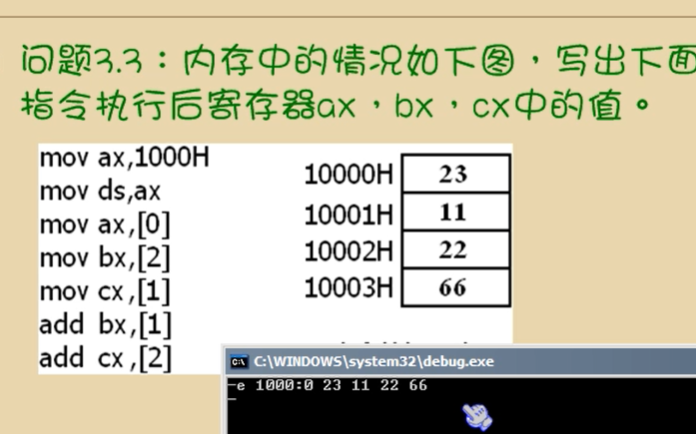 问题3.3：内存中的情况如下图，写出下面
指令执行后寄存器ax，bx，cx中的值。
mov ax,1000H
mov ds,ax
mov ax,[0]
mov bx,[2]
mov cx,[1]
add bx,[1]
add cx,[2]
10000H 23
10001H 11
10002H 22
10003H 66
C:\WINDOWS\system32\debug.exe
-e 1000:0 23 11 22 66
-